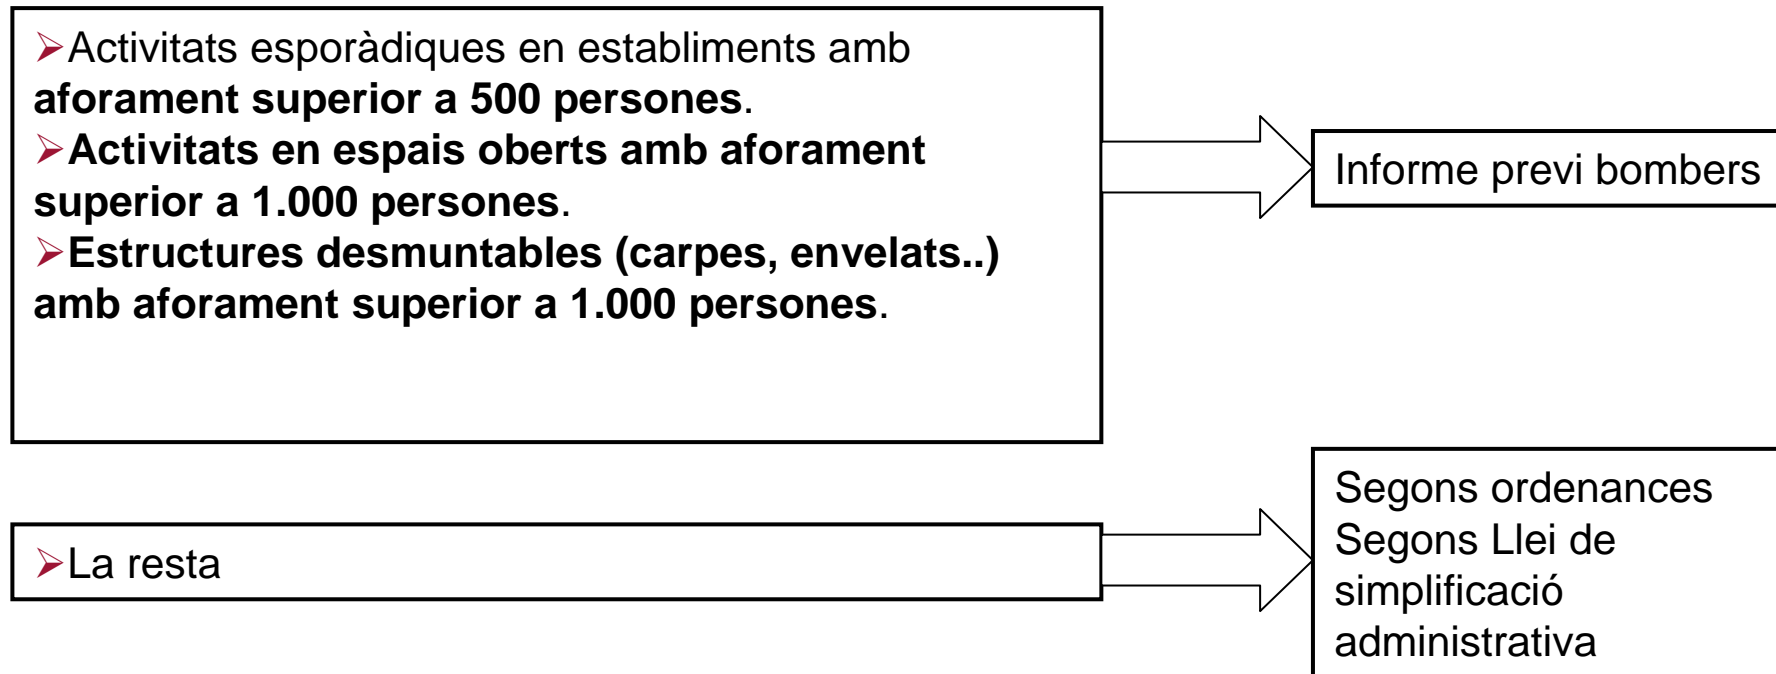 ➢Activitats esporàdiques en establiments amb
aforament superior a 500 persones.
➢Activitats en espais oberts amb aforament
superior a 1.000 persones.
➢Estructures desmuntables (carpes, envelats..)
amb aforament superior a 1.000 persones.
Informe previ bombers
➢La resta
Segons ordenances
Segons Llei de
simplificació
administrativa